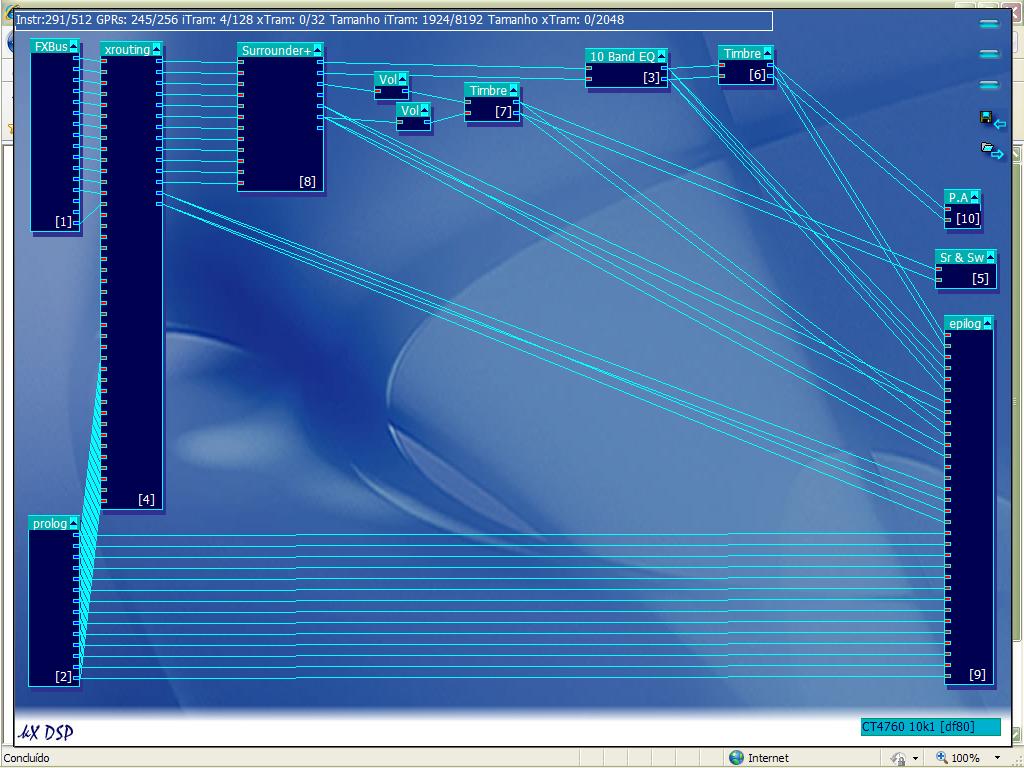 Instr:291/512 GPRs: 245/256 iTram: 4/128 xTram: 0/32 Tamanho iTram: 1924/8192 Tamanho xTram: 0/2048
FXBus
xrouting
Surrounder+
10 Band EQ
Timbre
[3]
[6]
Vol
Timbre
Vol
[7]
[8]
P.A
[1]
[10]
Sr & Sw
[5]
epilog
[4]
prolog
[2]
[9]
µX DSP
CT4760 10k1 [df80]
Concluído
Internet
100%